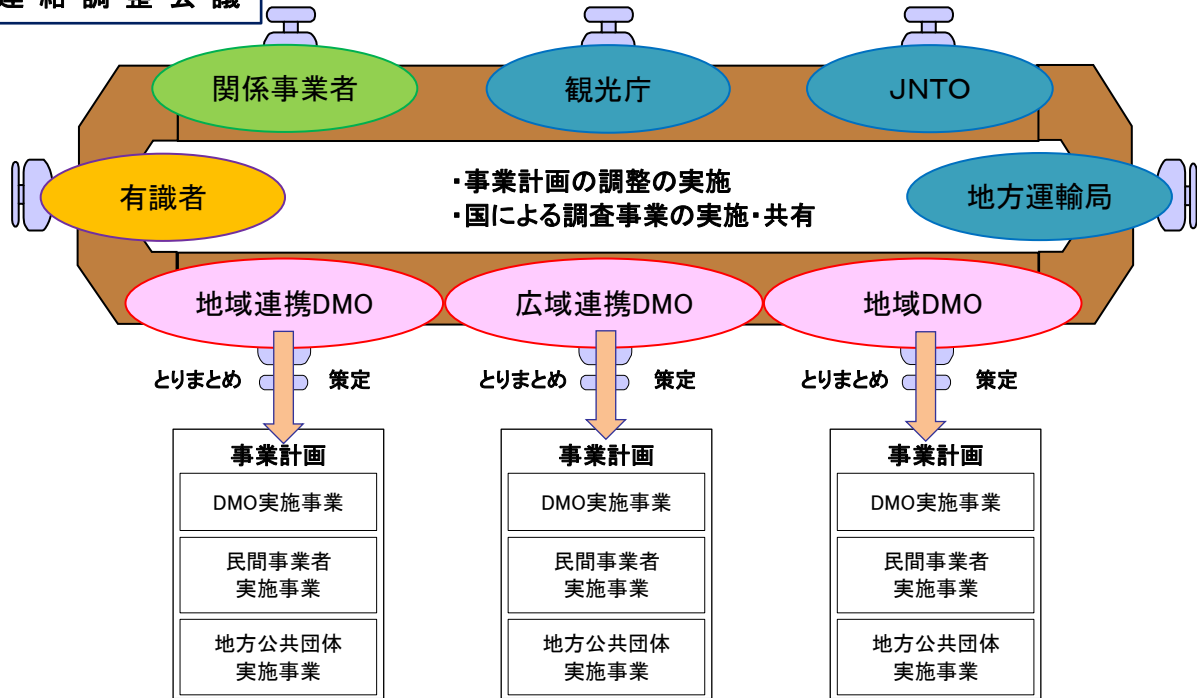 連絡調整会議
関係事業者
観光庁
JNTO
有識者
・事業計画の調整の実施
・国による調査事業の実施・共有
地方運輸局
地域連携DMO
広域連携DMO
地域DMO
とりまとめ
策定
とりまとめ
策定
とりまとめ
策定
事業計画
DMO実施事業
民間事業者
実施事業
地方公共団体
実施事業
事業計画
DMO実施事業
民間事業者
実施事業
地方公共団体
実施事業
事業計画
DMO実施事業
民間事業者
実施事業
地方公共団体
実施事業